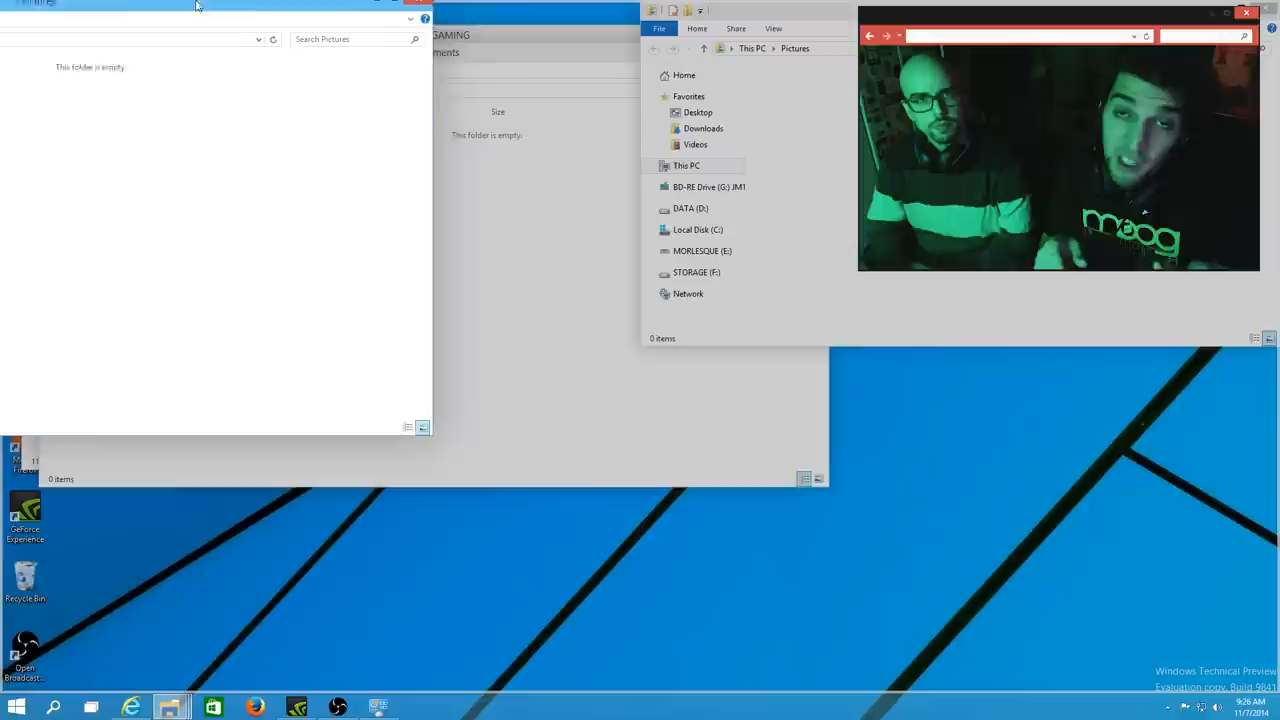 Search Pictures
This folder is empty.
GAMING
ments
Size
This folder is empty.
0 items
File
Home
Share
View
This PC
Pictures
Home
Favorites
Desktop
Downloads
Videos
This PC
BD-RE Drive (G:) JM1
DATA (D:)
Local Disk (C:)
MORLESQUE (E:)
STORAGE (F:)
Network
0 items
moog
11
GeForce
Experience
Recycle Bin
Open
Broadcast...
Windows Technical Preview
Evaluation copy. Build 9841
9:26 AM
11/7/2014